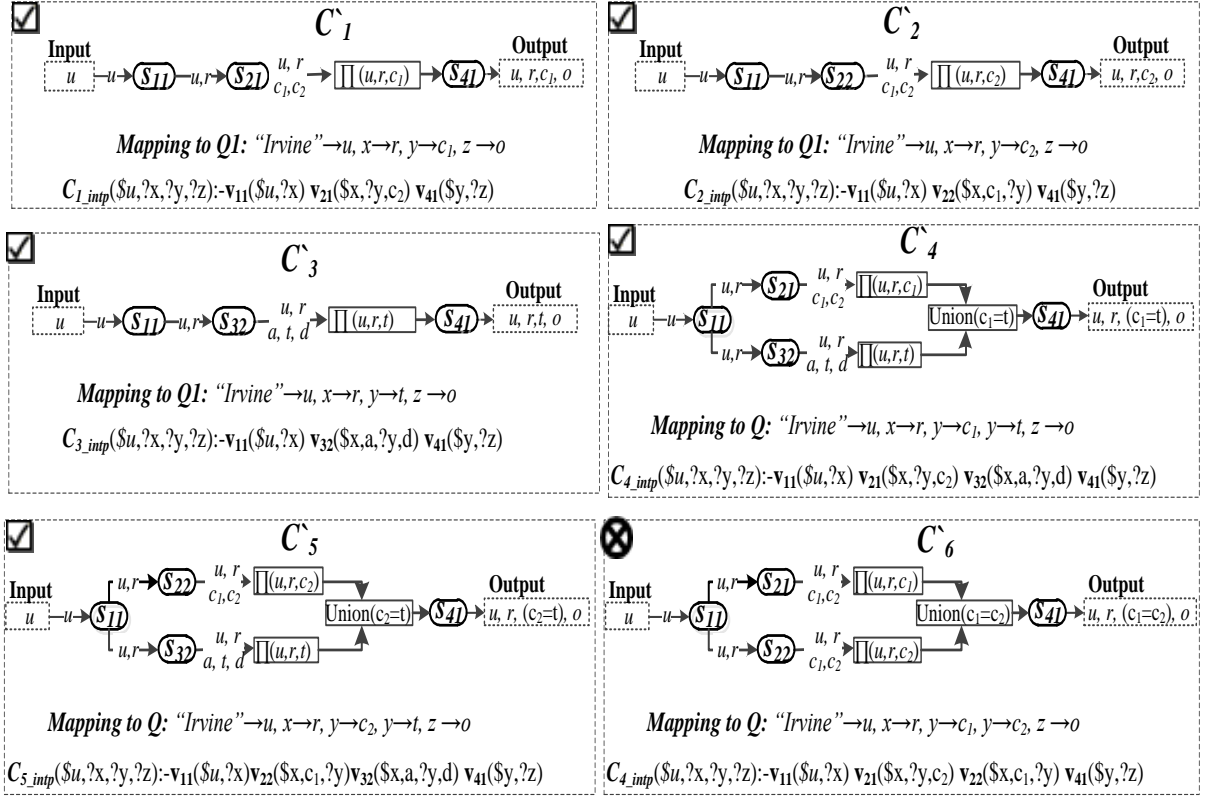 C`1
Input Output
u —u→ S11 —u,r→ S21 u, r c1,c2 → ∏(u,r,c1) → S41 → u, r,c1, o
Mapping to Q1: “Irvine”→u, x→r, y→c1, z→o
C1_intp($u,?x,?y,?z):-v11($u,?x) v21($x,?y,c2) v41($y,?z)
C`2
Input Output
u —u→ S11 —u,r→ S22 u, r c1,c2 → ∏(u,r,c2) → S41 → u, r,c2, o
Mapping to Q1: “Irvine”→u, x→r, y→c2, z→o
C2_intp($u,?x,?y,?z):-v11($u,?x) v22($x,c1,?y) v41($y,?z)
C`3
Input Output
u —u→ S11 —u,r→ S32 u, r a, t, d → ∏(u,r,t) → S41 → u, r,t, o
Mapping to Q1: “Irvine”→u, x→r, y→t, z→o
C3_intp($u,?x,?y,?z):-v11($u,?x) v32($x,a,?y,d) v41($y,?z)
C`4
u,r S21 u, r c1,c2 ∏(u,r,c1)
Input Output
u —u→ S11 Union(c1=t) S41 u, r, (c1=t), o
u,r S32 u, r a, t, d ∏(u,r,t)
Mapping to Q: “Irvine”→u, x→r, y→c1, y→t, z→o
C4_intp($u,?x,?y,?z):-v11($u,?x) v21($x,?y,c2) v32($x,a,?y,d) v41($y,?z)
C`5
u,r S22 u, r c1,c2 ∏(u,r,c2)
Input Output
u —u→ S11 Union(c2=t) S41 u, r, (c2=t), o
u,r S32 u, r a, t, d ∏(u,r,t)
Mapping to Q: “Irvine”→u, x→r, y→c2, y→t, z→o
C5_intp($u,?x,?y,?z):-v11($u,?x)v22($x,c1,?y)v32($x,a,?y,d) v41($y,?z)
C`6
u,r S21 u, r c1,c2 ∏(u,r,c1)
Input Output
u —u→ S11 Union(c1=c2) S41 u, r, (c1=c2), o
u,r S22 u, r c1,c2 ∏(u,r,c2)
Mapping to Q: “Irvine”→u, x→r, y→c1, y→c2, z→o
C4_intp($u,?x,?y,?z):-v11($u,?x) v21($x,?y,c2) v22($x,c1,?y) v41($y,?z)